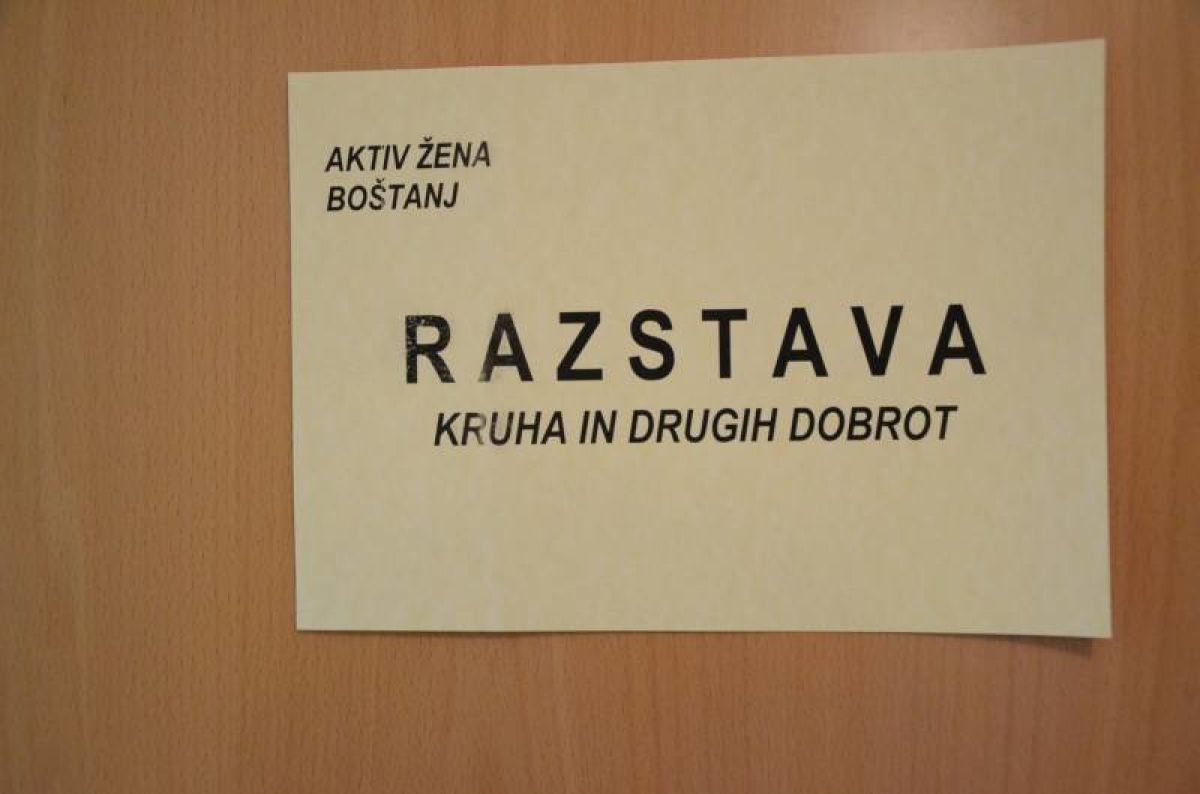 AKTIV ŽENA
BOŠTANJ
RAZSTAVA
KRUHA IN DRUGIH DOBROT